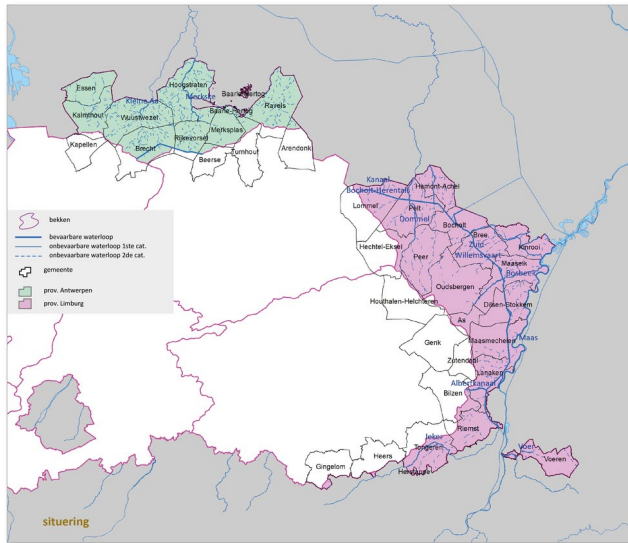 Essen
Hoogstraten
Kleine Aa
Merkske
Baarle-Hertog
Kalmthout
Wuustwezel
Baarle-Hertog
Ravels
Rijkevorsel
Merksplas
Kapellen
Brecht
Beerse
Turnhout
Arendonk
Kanaal
Hamont-Achel
Bocholt-Herentals
Lommel
Pelt
Dommel
Bocholt
Bree
Hechtel-Eksel
Zuid
Kinrooi
Willemsvaart
Peer
Maaseik
Bosbeek
Oudsbergen
Houthalen-Helchteren
Dilsen-Stokkem
As
Genk
Maasmechelen
Maas
Zutendaal
Lanaken
Albertkanaal
Bilzen
Riemst
Jeker
Tongeren
Heers
Gingelom
Herstappe
Voer
Voeren
bekken
bevaarbare waterloop
onbevaarbare waterloop 1ste cat.
onbevaarbare waterloop 2de cat.
gemeente
prov. Antwerpen
prov. Limburg
situering